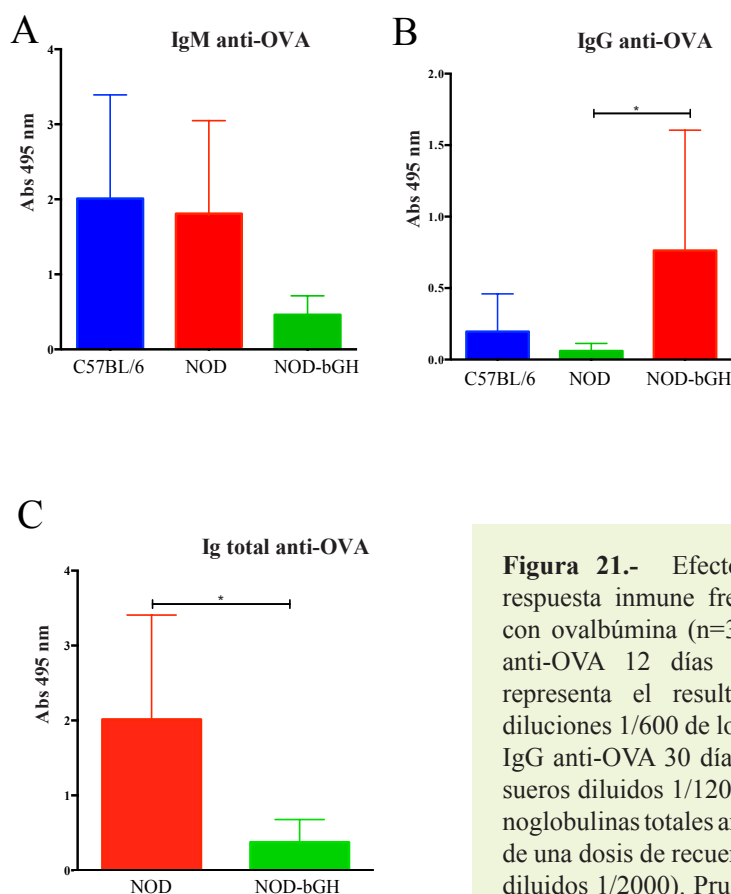 A
IgM anti-OVA
Abs 495 nm
4
3
2
1
0
C57BL/6 NOD NOD-bGH
B
IgG anti-OVA
Abs 495 nm
2.0
1.5
1.0
0.5
0.0
*
C57BL/6 NOD NOD-bGH
C
Ig total anti-OVA
Abs 495 nm
4
3
2
1
0
*
NOD NOD-bGH
Figura 21.- Efecto
respuesta inmune fre
con ovalbúmina (n=3
anti-OVA 12 días
representa el result
diluciones 1/600 de lo
IgG anti-OVA 30 día
sueros diluidos 1/120
noglobulinas totales a
de una dosis de recue
diluidos 1/2000). Pru